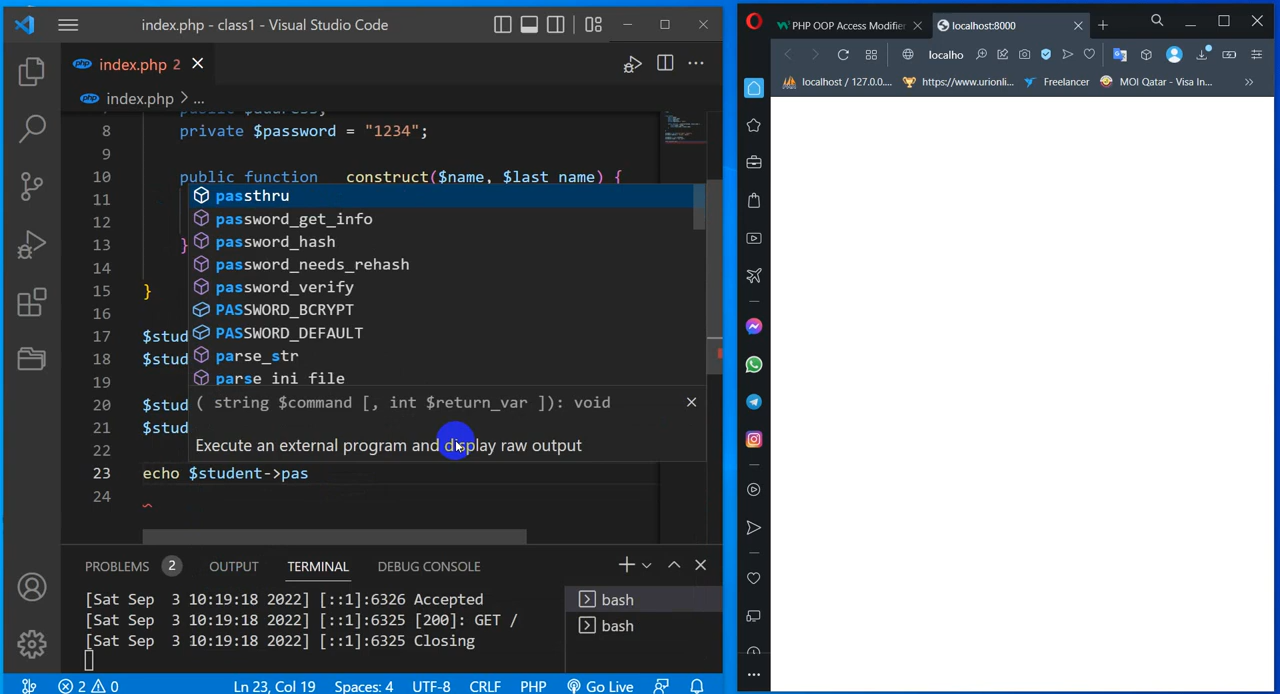 index.php - class1 - Visual Studio Code
index.php 2
index.php > ...
8 private $password = "1234";
9
10 public function construct($name, $last name) {
11
12
13 }
14
15 }
16
17 $stud
18 $stud
19
20 $stud
21 $stud
22
23 echo $student->pas
24
passthru
password_get_info
password_hash
password_needs_rehash
password_verify
PASSWORD_BCRYPT
PASSWORD_DEFAULT
parse_str
parse ini file
( string $command [, int $return_var ]): void
Execute an external program and display raw output
PROBLEMS 2 OUTPUT TERMINAL DEBUG CONSOLE
[Sat Sep 3 10:19:18 2022] [::1]:6326 Accepted
[Sat Sep 3 10:19:18 2022] [::1]:6325 [200]: GET /
[Sat Sep 3 10:19:18 2022] [::1]:6325 Closing
bash
bash
2 0 Ln 23, Col 19 Spaces: 4 UTF-8 CRLF PHP Go Live
PHP OOP Access Modifier
localhost:8000
localho
localhost / 127.0.0.... https://www.urionli... Freelancer MOI Qatar - Visa In...